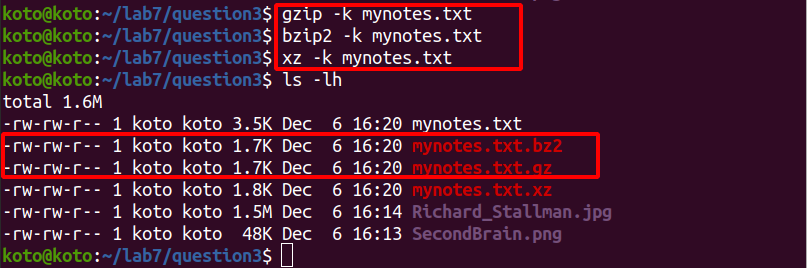 koto@koto:~/lab7/question3$ gzip -k mynotes.txt
koto@koto:~/lab7/question3$ bzip2 -k mynotes.txt
koto@koto:~/lab7/question3$ xz -k mynotes.txt
koto@koto:~/lab7/question3$ ls -lh
total 1.6M
-rw-rw-r-- 1 koto koto 3.5K Dec  6 16:20 mynotes.txt
-rw-rw-r-- 1 koto koto 1.7K Dec  6 16:20 mynotes.txt.bz2
-rw-rw-r-- 1 koto koto 1.7K Dec  6 16:20 mynotes.txt.gz
-rw-rw-r-- 1 koto koto 1.8K Dec  6 16:20 mynotes.txt.xz
-rw-rw-r-- 1 koto koto 1.5M Dec  6 16:14 Richard_Stallman.jpg
-rw-rw-r-- 1 koto koto  48K Dec  6 16:13 SecondBrain.png
koto@koto:~/lab7/question3$